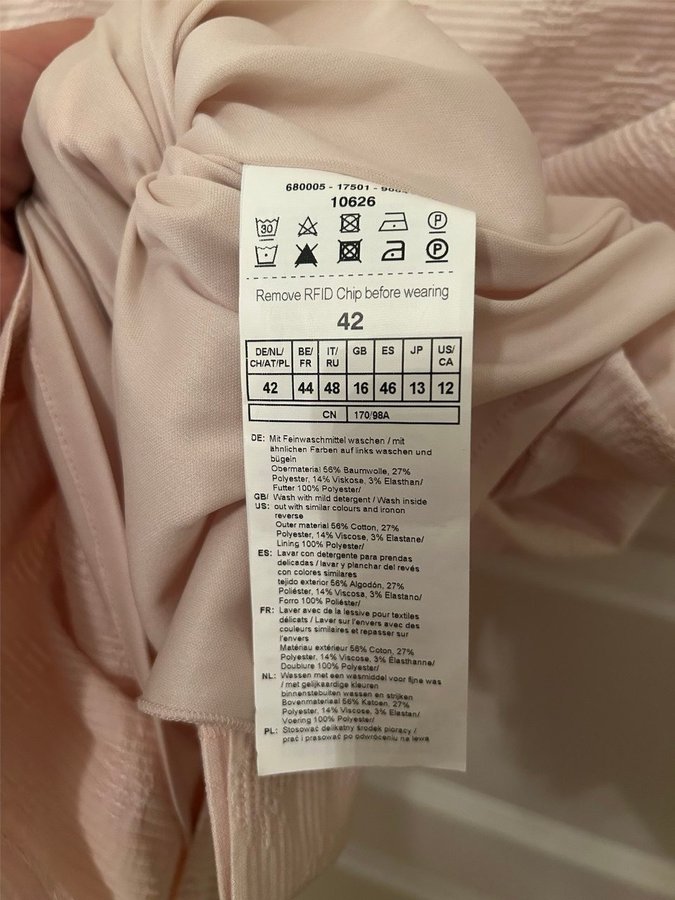 680005 - 17501 -
10626
30
P
P
Remove RFID Chip before wearing
42
DE/NL/ CH/AT/PL BE/ FR IT/ RU GB ES JP US/ CA
42 44 48 16 46 13 12
CN 170/98A
DE: Mit Feinwaschmittel waschen / mit
ähnlichen Farben auf links waschen und
bügeln
Obermaterial 56% Baumwolle, 27%
Polyester, 14% Viskose, 3% Elasthan/
Futter 100% Polyester/
GB/ Wash with mild detergent / Wash inside
US: out with similar colours and ironon
reverse
Outer material 56% Cotton, 27%
Polyester, 14% Viscose, 3% Elastane/
Lining 100% Polyester/
ES: Lavar con detergente para prendas
delicadas / lavar y planchar del revés
con colores similares
tejido exterior 56% Algodón, 27%
Poliéster, 14% Viscosa, 3% Elastano/
Forro 100% Poliéster/
FR: Laver avec de la lessive pour textiles
délicats / Laver sur l'envers avec des
couleurs similaires et repasser sur
l'envers
Matériau extérieur 56% Coton, 27%
Polyester, 14% Viscose, 3% Elasthanne/
Doublure 100% Polyester/
NL: Wassen met een wasmiddel voor fijne was
/ met gelijkaardige kleuren
binnenstebuiten wassen en strijken
Bovenmateriaal 56% Katoen, 27%
Polyester, 14% Viscose, 3% Elastan/
Voering 100% Polyester/
PL: Stosować delikatny środek piorący /
prać i prasować po odwróceniu na lewą